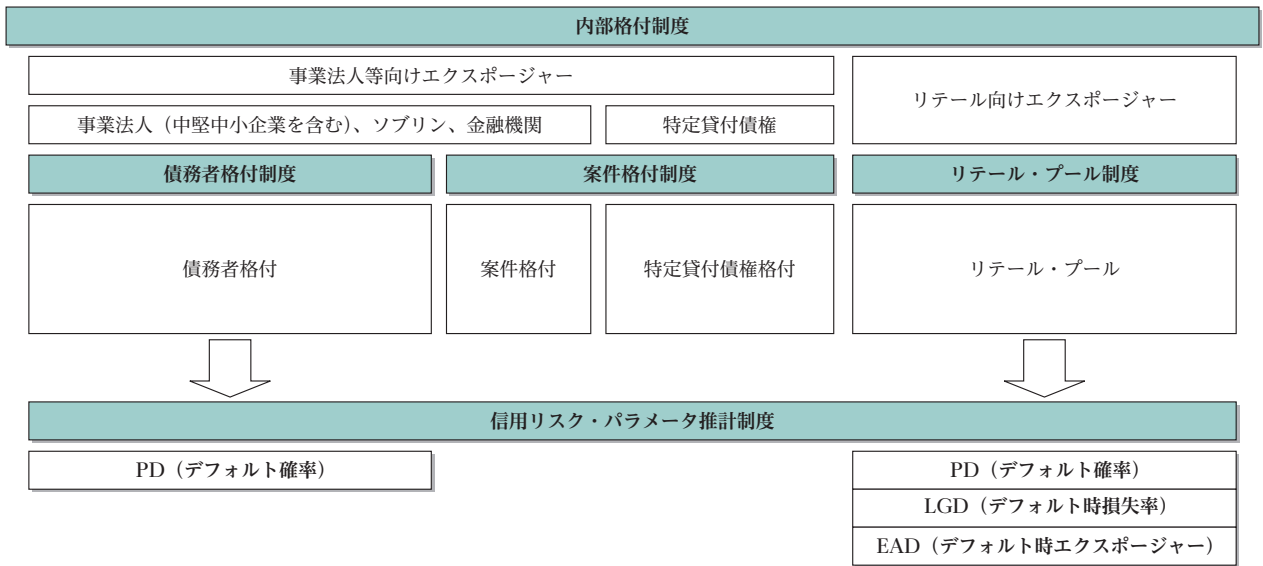 内部格付制度
事業法人等向けエクスポージャー
リテール向けエクスポージャー
事業法人（中堅中小企業を含む）、ソブリン、金融機関
特定貸付債権
債務者格付制度
案件格付制度
リテール・プール制度
債務者格付
案件格付
特定貸付債権格付
リテール・プール
信用リスク・パラメータ推計制度
PD（デフォルト確率）
PD（デフォルト確率）
LGD（デフォルト時損失率）
EAD（デフォルト時エクスポージャー）